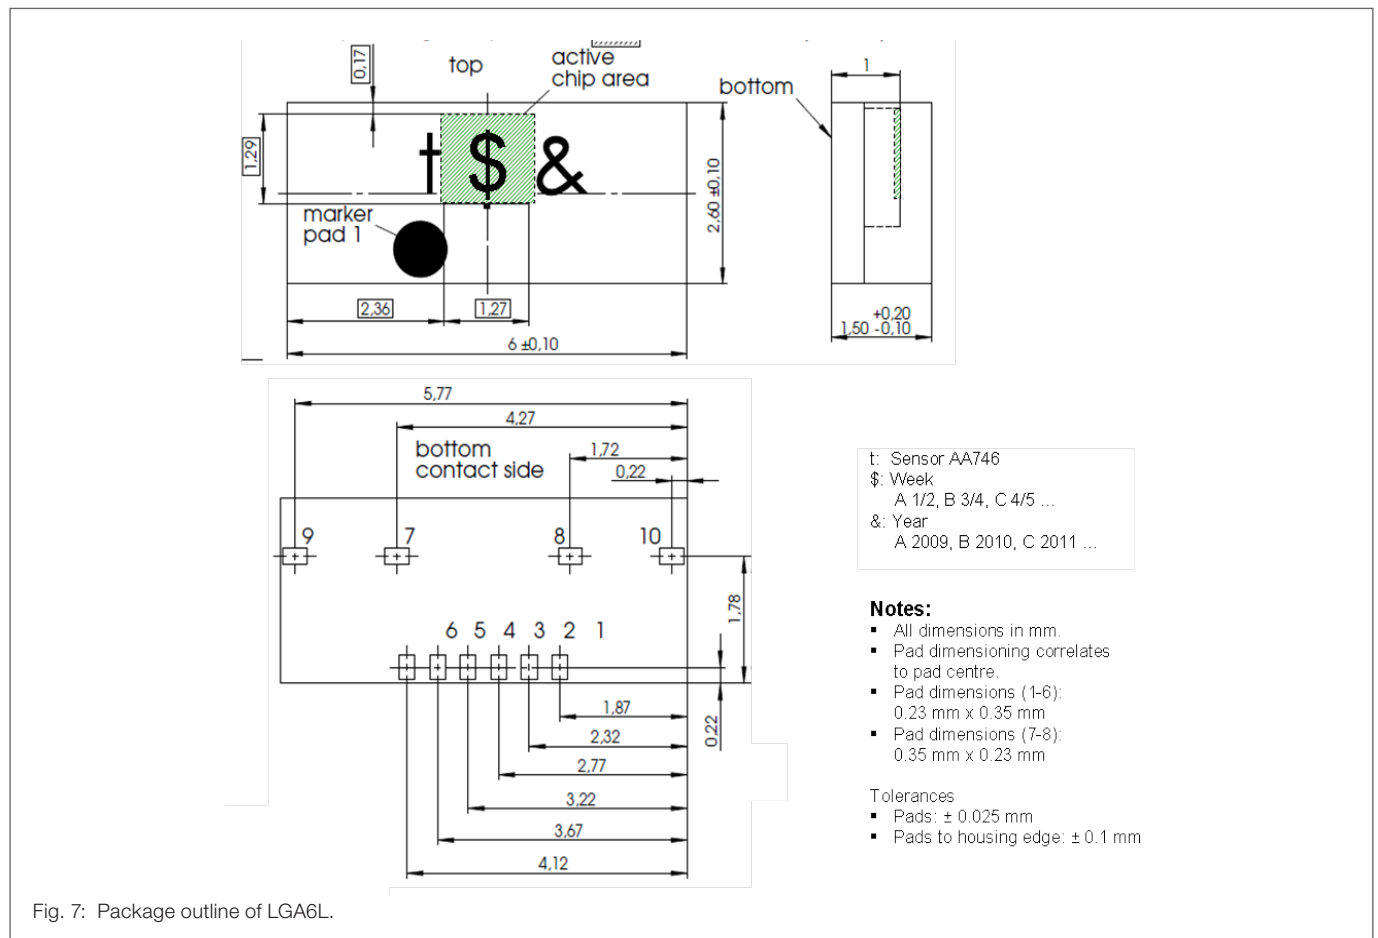 top
active
chip area
bottom
0,17
1
1,29
t $ &
2,60 ±0,10
marker
pad 1
2,36
1,27
+0,20
1,50 -0,10
6 ±0,10
5,77
4,27
bottom
contact side
1,72
0,22
9 7 8 10
1,78
6 5 4 3 2 1
1,87
0,22
2,32
2,77
3,22
3,67
4,12
t: Sensor AA746
$: Week
A 1/2, B 3/4, C 4/5 ...
&: Year
A 2009, B 2010, C 2011 ...
Notes:
▪ All dimensions in mm.
▪ Pad dimensioning correlates
to pad centre.
▪ Pad dimensions (1-6):
0.23 mm x 0.35 mm
▪ Pad dimensions (7-8):
0.35 mm x 0.23 mm
Tolerances
▪ Pads: ± 0.025 mm
▪ Pads to housing edge: ± 0.1 mm
Fig. 7: Package outline of LGA6L.